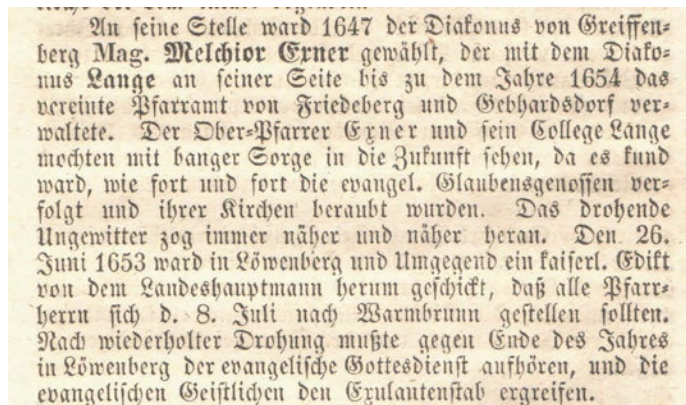 An seine Stelle ward 1647 der Diakonus von Greiffen-
berg Mag. Melchior Exner gewählt, der mit dem Diako-
nus Lange an seiner Seite bis zu dem Jahre 1654 das
vereinte Pfarramt von Friedeberg und Gebhardsdorf ver-
waltete. Der Ober-Pfarrer Exner und sein College Lange
mochten mit banger Sorge in die Zukunft sehen, da es kund
ward, wie fort und fort die evangel. Glaubensgenossen ver-
folgt und ihrer Kirchen beraubt wurden. Das drohende
Ungewitter zog immer näher und näher heran. Den 26.
Juni 1653 ward in Löwenberg und Umgegend ein kaiserl. Edikt
von dem Landeshauptmann herum geschickt, daß alle Pfarr-
herrn sich d. 8. Juli nach Warmbrunn gestellen sollten.
Nach wiederholter Drohung mußte gegen Ende des Jahres
in Löwenberg der evangelische Gottesdienst aufhören, und die
evangelischen Geistlichen den Exulantenstab ergreifen.